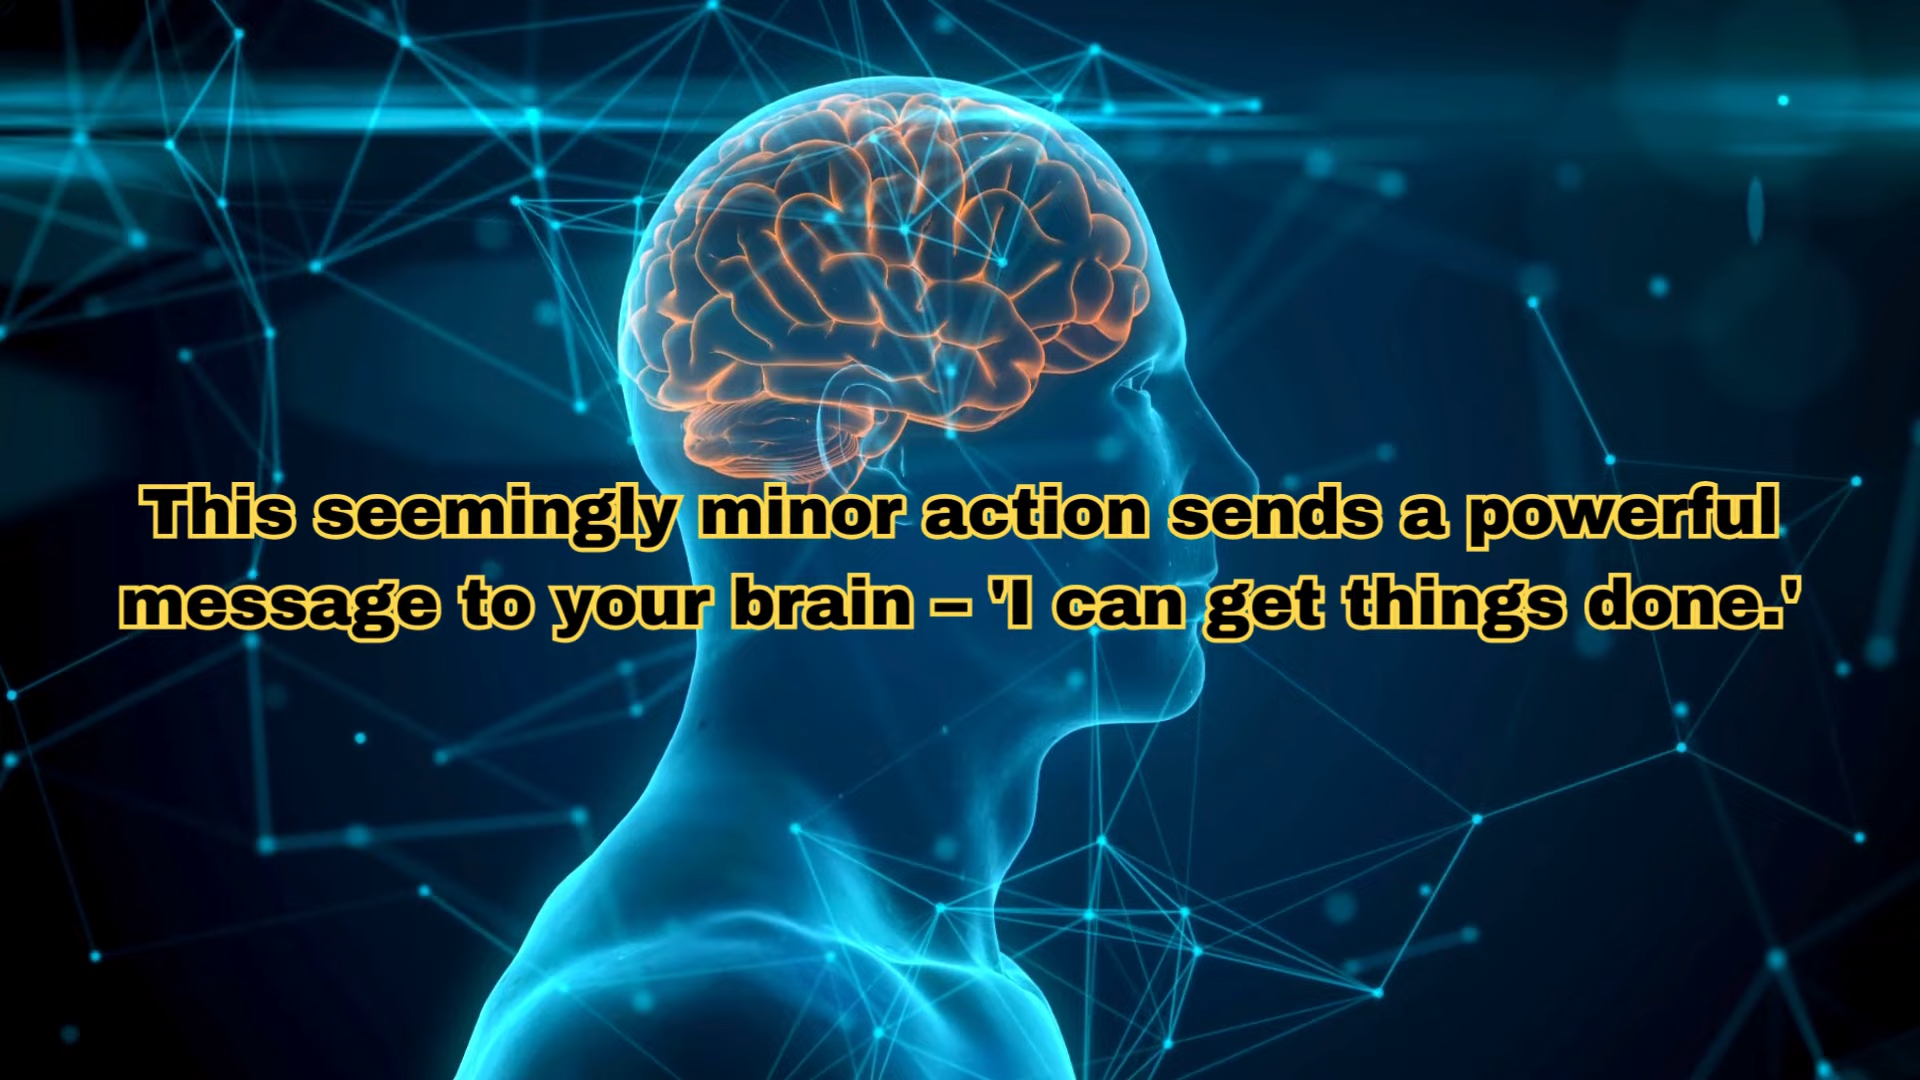 This seemingly minor action sends a powerful
message to your brain – 'I can get things done.'